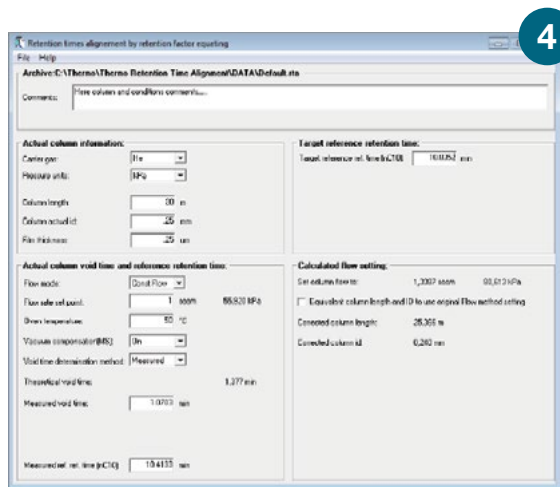 4
Retention times alignement by retention factor equating
File Help
Archive:C:\Thermo\Thermo Retention Time Alignment\DATA\Default.rta
Comments: Here column and conditions comments....
Actual column information:
Carrier gas: He
Pressure units: kPa
Column length: 30 m
Column actual id: .25 mm
Film thickness: .25 um
Target reference retention time:
Target reference ret. time (nC10): min
Actual column void time and reference retention time:
Flow mode: Const Flow
Flow rate set point: 1 sccm kPa
Oven temperature: 50 °C
Vacuum compensation(MS): On
Void time determination method: Measured
Theoretical void time: 1,377 min
Measured void time: min
Measured ref. ret. time (nC10) min
Calculated flow setting:
Set column flow to: sccm kPa
Equivalent column length and ID to use original Flow method setting
Corrected column length: m
Corrected column id: 0,240 mm